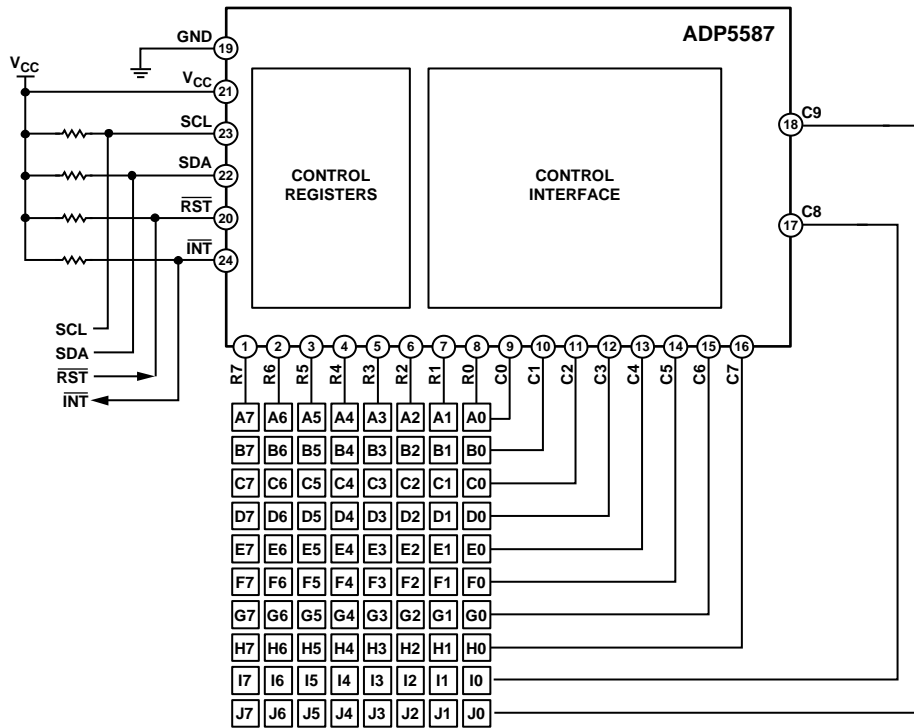 ADP5587
GND
19
VCC
VCC
21
SCL
23
SDA
22
RST
20
INT
24
CONTROL
REGISTERS
CONTROL
INTERFACE
C9
18
C8
17
SCL
SDA
RST
INT
1 2 3 4 5 6 7 8 9 10 11 12 13 14 15 16
R7 R6 R5 R4 R3 R2 R1 R0 C0 C1 C2 C3 C4 C5 C6 C7
A7 A6 A5 A4 A3 A2 A1 A0
B7 B6 B5 B4 B3 B2 B1 B0
C7 C6 C5 C4 C3 C2 C1 C0
D7 D6 D5 D4 D3 D2 D1 D0
E7 E6 E5 E4 E3 E2 E1 E0
F7 F6 F5 F4 F3 F2 F1 F0
G7 G6 G5 G4 G3 G2 G1 G0
H7 H6 H5 H4 H3 H2 H1 H0
I7 I6 I5 I4 I3 I2 I1 I0
J7 J6 J5 J4 J3 J2 J1 J0